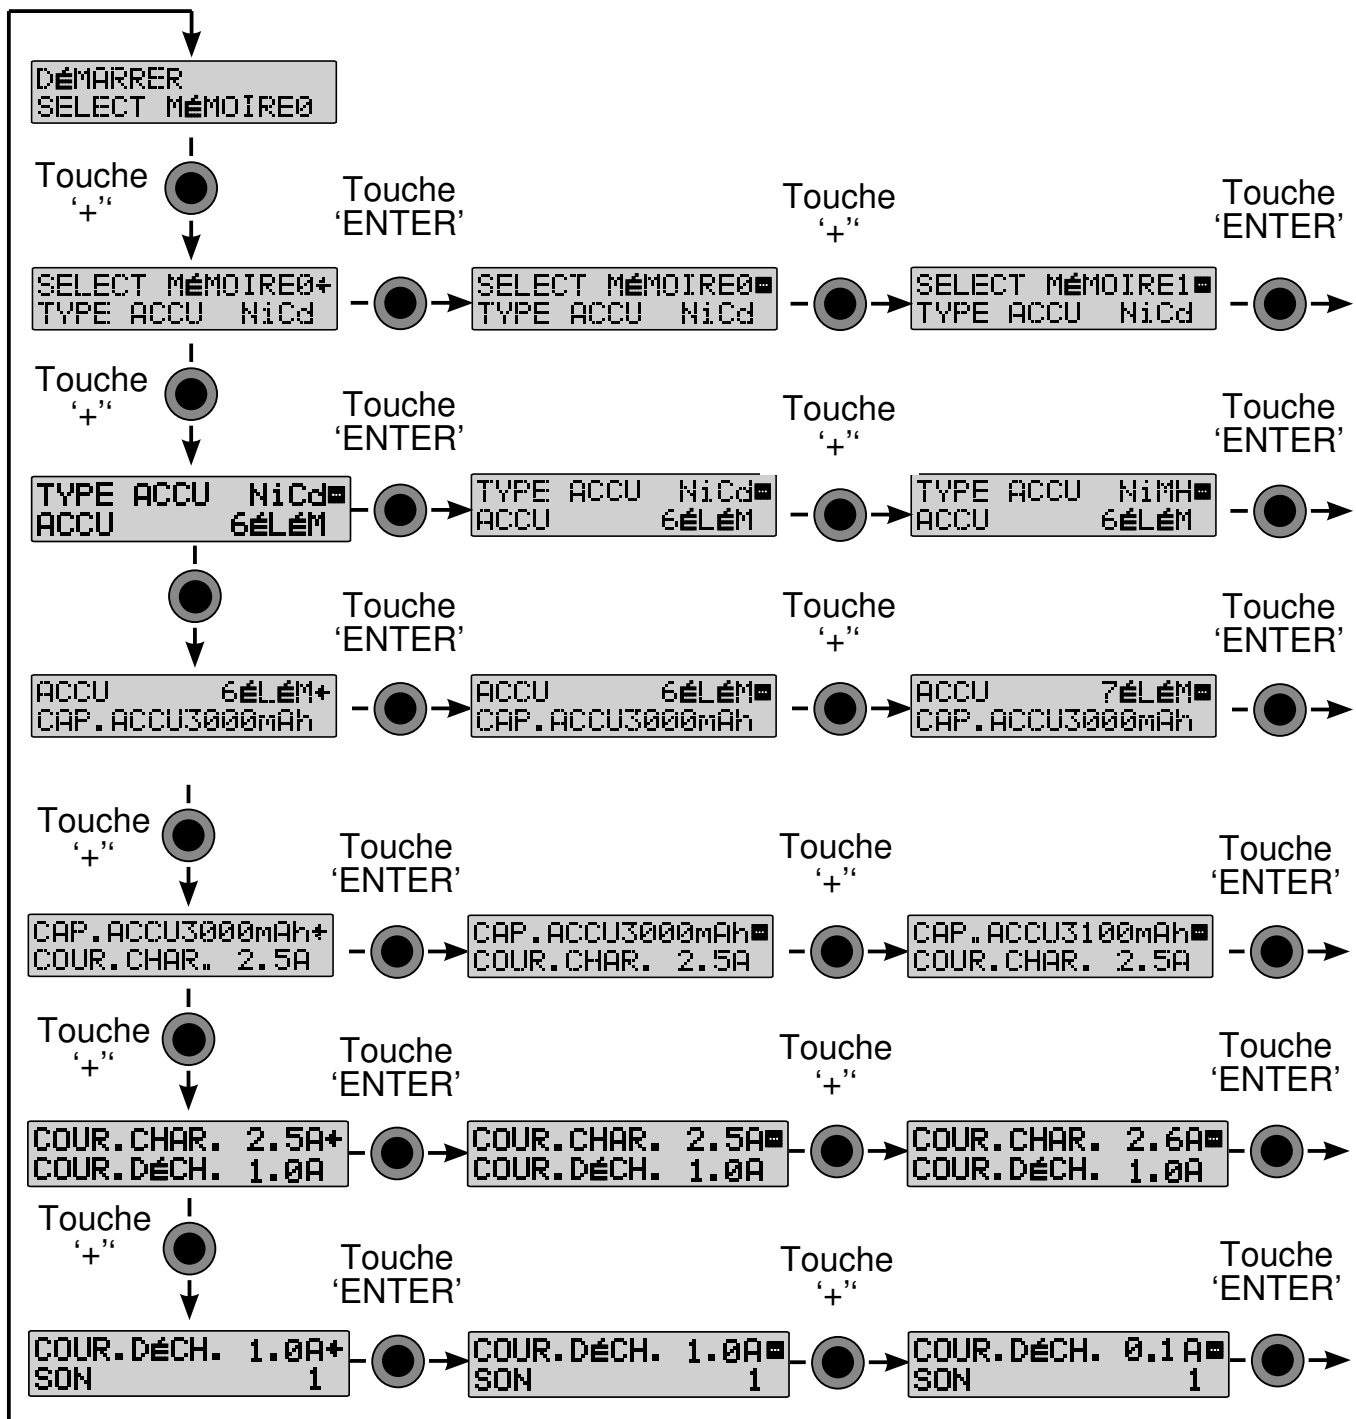 DÉMARRER
SELECT MÉMOIRE0
Touche
‘+’‘
Touche
‘ENTER’
Touche
‘+’‘
Touche
‘ENTER’
SELECT MÉMOIRE0+
TYPE ACCU NiCd
SELECT MÉMOIRE0
TYPE ACCU NiCd
SELECT MÉMOIRE1
TYPE ACCU NiCd
Touche
‘+’‘
Touche
‘ENTER’
Touche
‘+’‘
Touche
‘ENTER’
TYPE ACCU NiCd
ACCU 6ÉLÉM
TYPE ACCU NiCd
ACCU 6ÉLÉM
TYPE ACCU NiMH
ACCU 6ÉLÉM
Touche
‘ENTER’
Touche
‘+’‘
Touche
‘ENTER’
ACCU 6ÉLÉM+
CAP.ACCU3000mAh
ACCU 6ÉLÉM
CAP.ACCU3000mAh
ACCU 7ÉLÉM
CAP.ACCU3000mAh
Touche
‘+’‘
Touche
‘ENTER’
Touche
‘+’‘
Touche
‘ENTER’
CAP.ACCU3000mAh+
COUR.CHAR. 2.5A
CAP.ACCU3000mAh
COUR.CHAR. 2.5A
CAP.ACCU3100mAh
COUR.CHAR. 2.5A
Touche
‘+’‘
Touche
‘ENTER’
Touche
‘+’‘
Touche
‘ENTER’
COUR.CHAR. 2.5A+
COUR.DÉCH. 1.0A
COUR.CHAR. 2.5A
COUR.DÉCH. 1.0A
COUR.CHAR. 2.6A
COUR.DÉCH. 1.0A
Touche
‘+’‘
Touche
‘ENTER’
Touche
‘+’‘
Touche
‘ENTER’
COUR.DÉCH. 1.0A+
SON 1
COUR.DÉCH. 1.0A
SON 1
COUR.DÉCH. 0.1A
SON 1